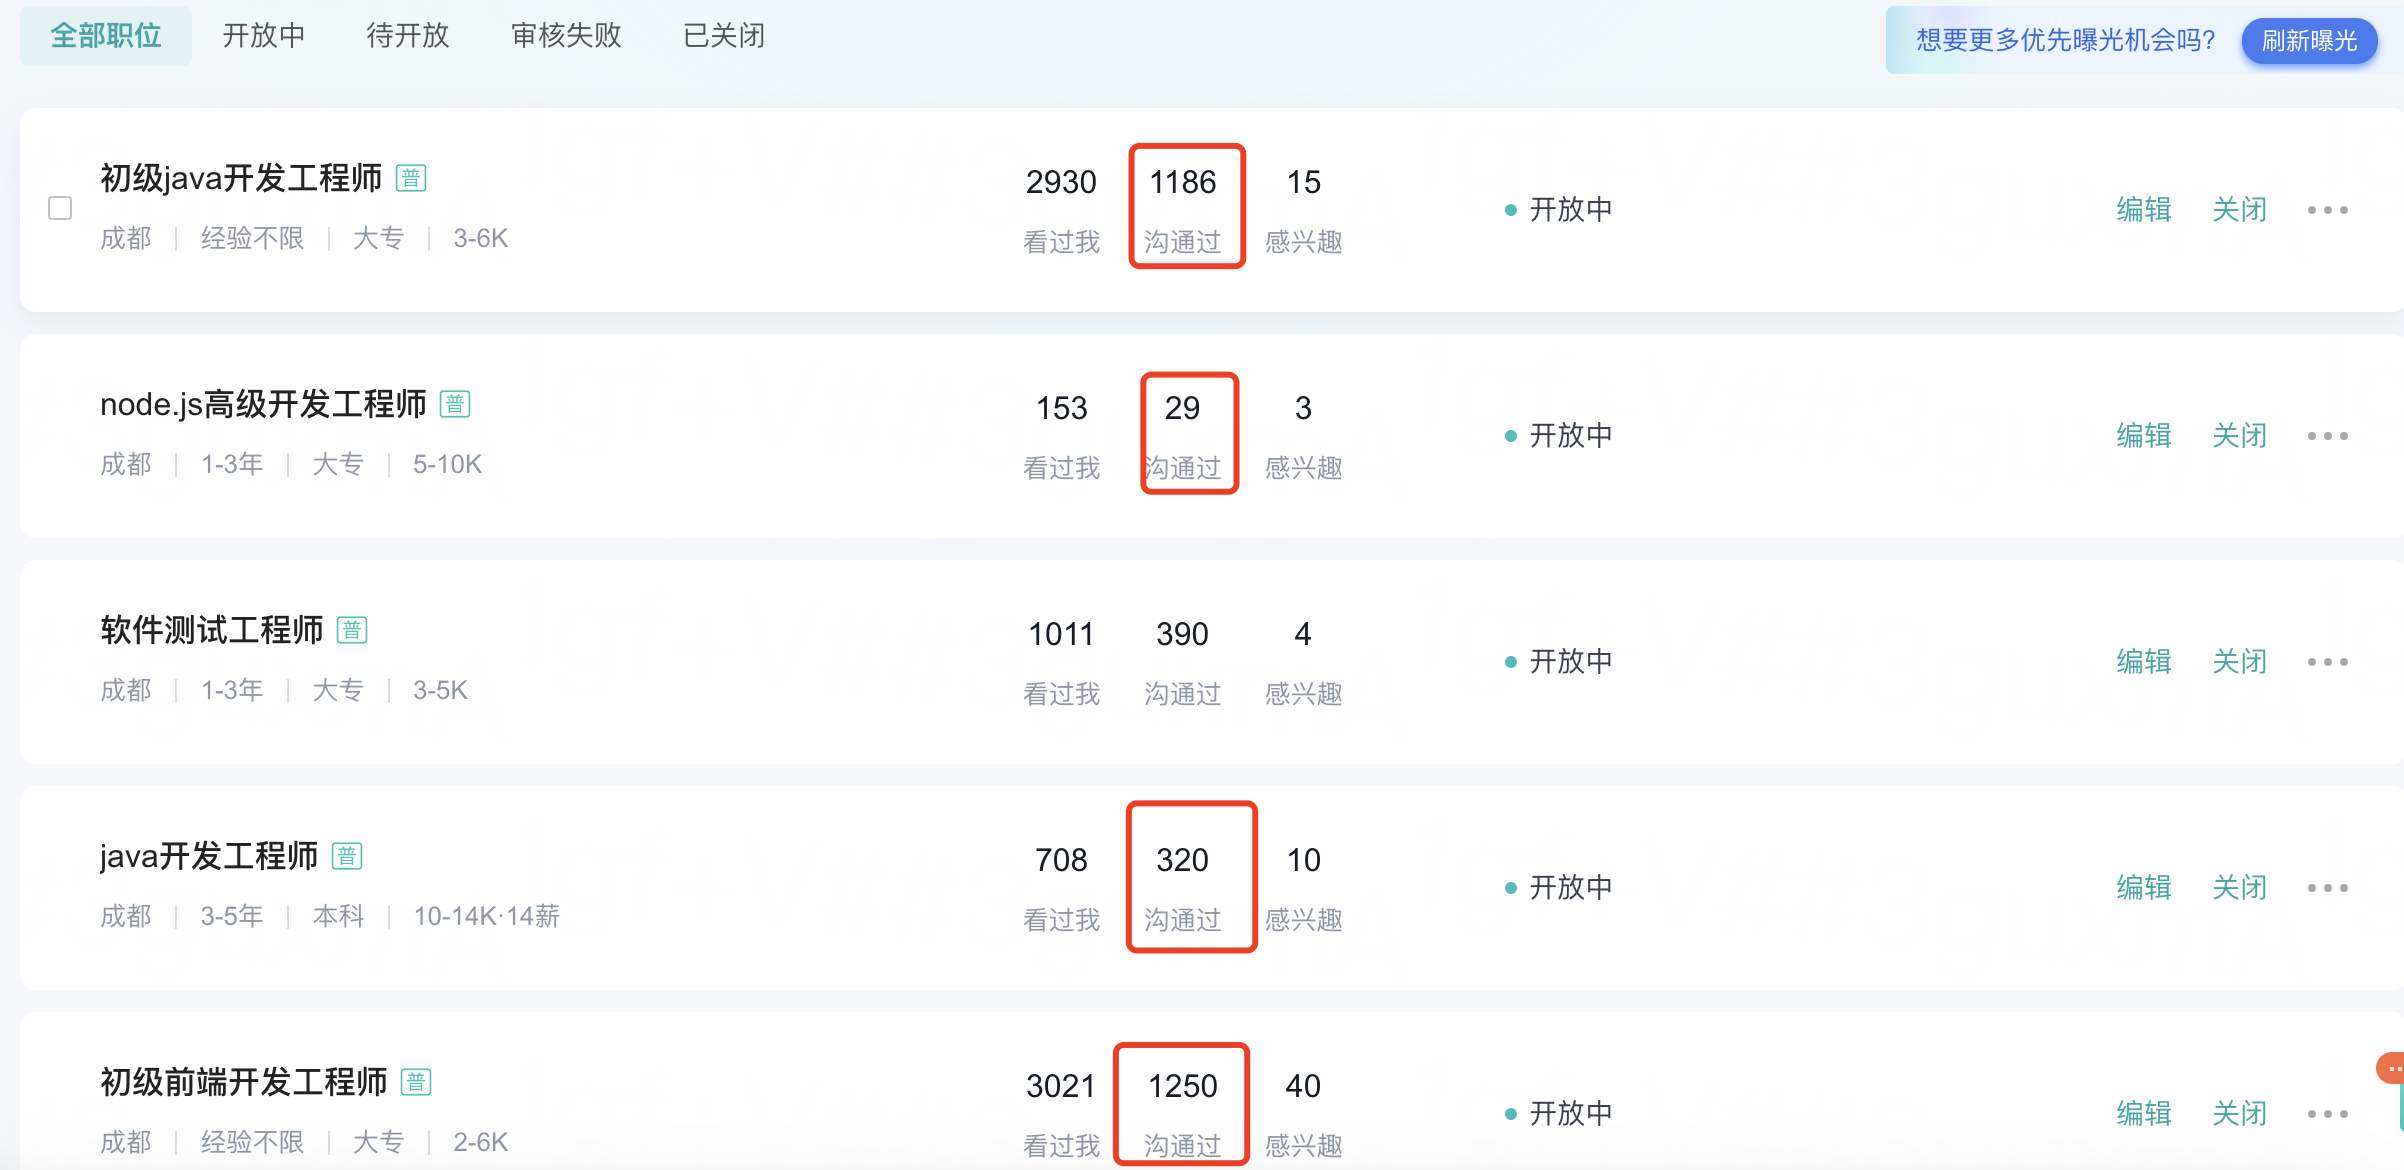 全部职位 开放中 待开放 审核失败 已关闭 想要更多优先曝光机会吗? 刷新曝光
初级java开发工程师 普
成都 | 经验不限 | 大专 | 3-6K
2930 1186 15
看过我 沟通过 感兴趣
开放中
编辑 关闭
node.js高级开发工程师 普
成都 | 1-3年 | 大专 | 5-10K
153 29 3
看过我 沟通过 感兴趣
开放中
编辑 关闭
软件测试工程师 普
成都 | 1-3年 | 大专 | 3-5K
1011 390 4
看过我 沟通过 感兴趣
开放中
编辑 关闭
java开发工程师 普
成都 | 3-5年 | 本科 | 10-14K·14薪
708 320 10
看过我 沟通过 感兴趣
开放中
编辑 关闭
初级前端开发工程师 普
成都 | 经验不限 | 大专 | 2-6K
3021 1250 40
看过我 沟通过 感兴趣
开放中
编辑 关闭